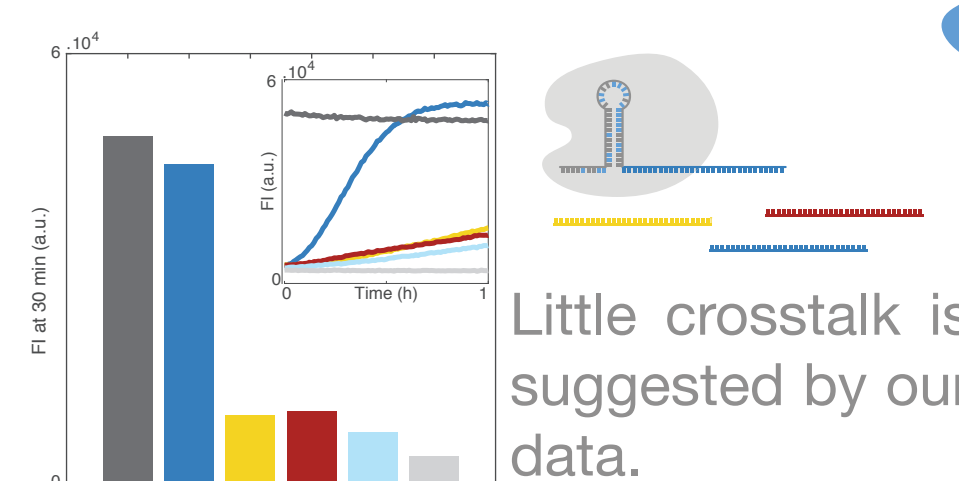 6 .10⁴
6 .10⁴
FI (a.u.)
0
0 Time (h) 1
FI at 30 min (a.u.)
0
Little crosstalk is
suggested by our
data.